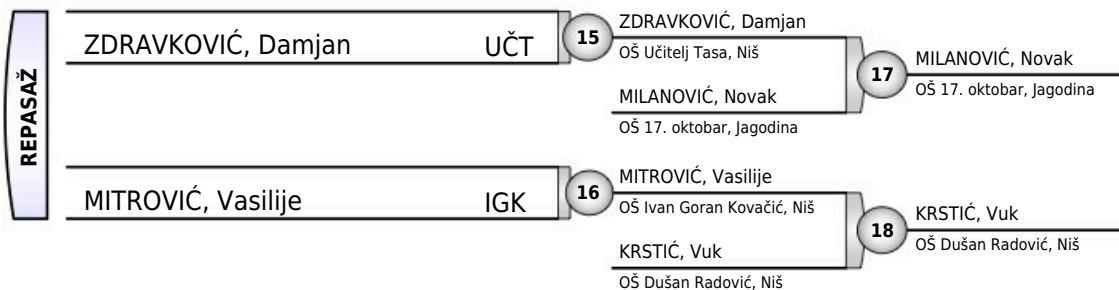 REPASAŽ
ZDRAVKOVIĆ, Damjan UČT
15
ZDRAVKOVIĆ, Damjan
OŠ Učitelj Tasa, Niš
MILANOVIĆ, Novak
OŠ 17. oktobar, Jagodina
17
MILANOVIĆ, Novak
OŠ 17. oktobar, Jagodina
MITROVIĆ, Vasilije IGK
16
MITROVIĆ, Vasilije
OŠ Ivan Goran Kovačić, Niš
KRSTIĆ, Vuk
OŠ Dušan Radović, Niš
18
KRSTIĆ, Vuk
OŠ Dušan Radović, Niš